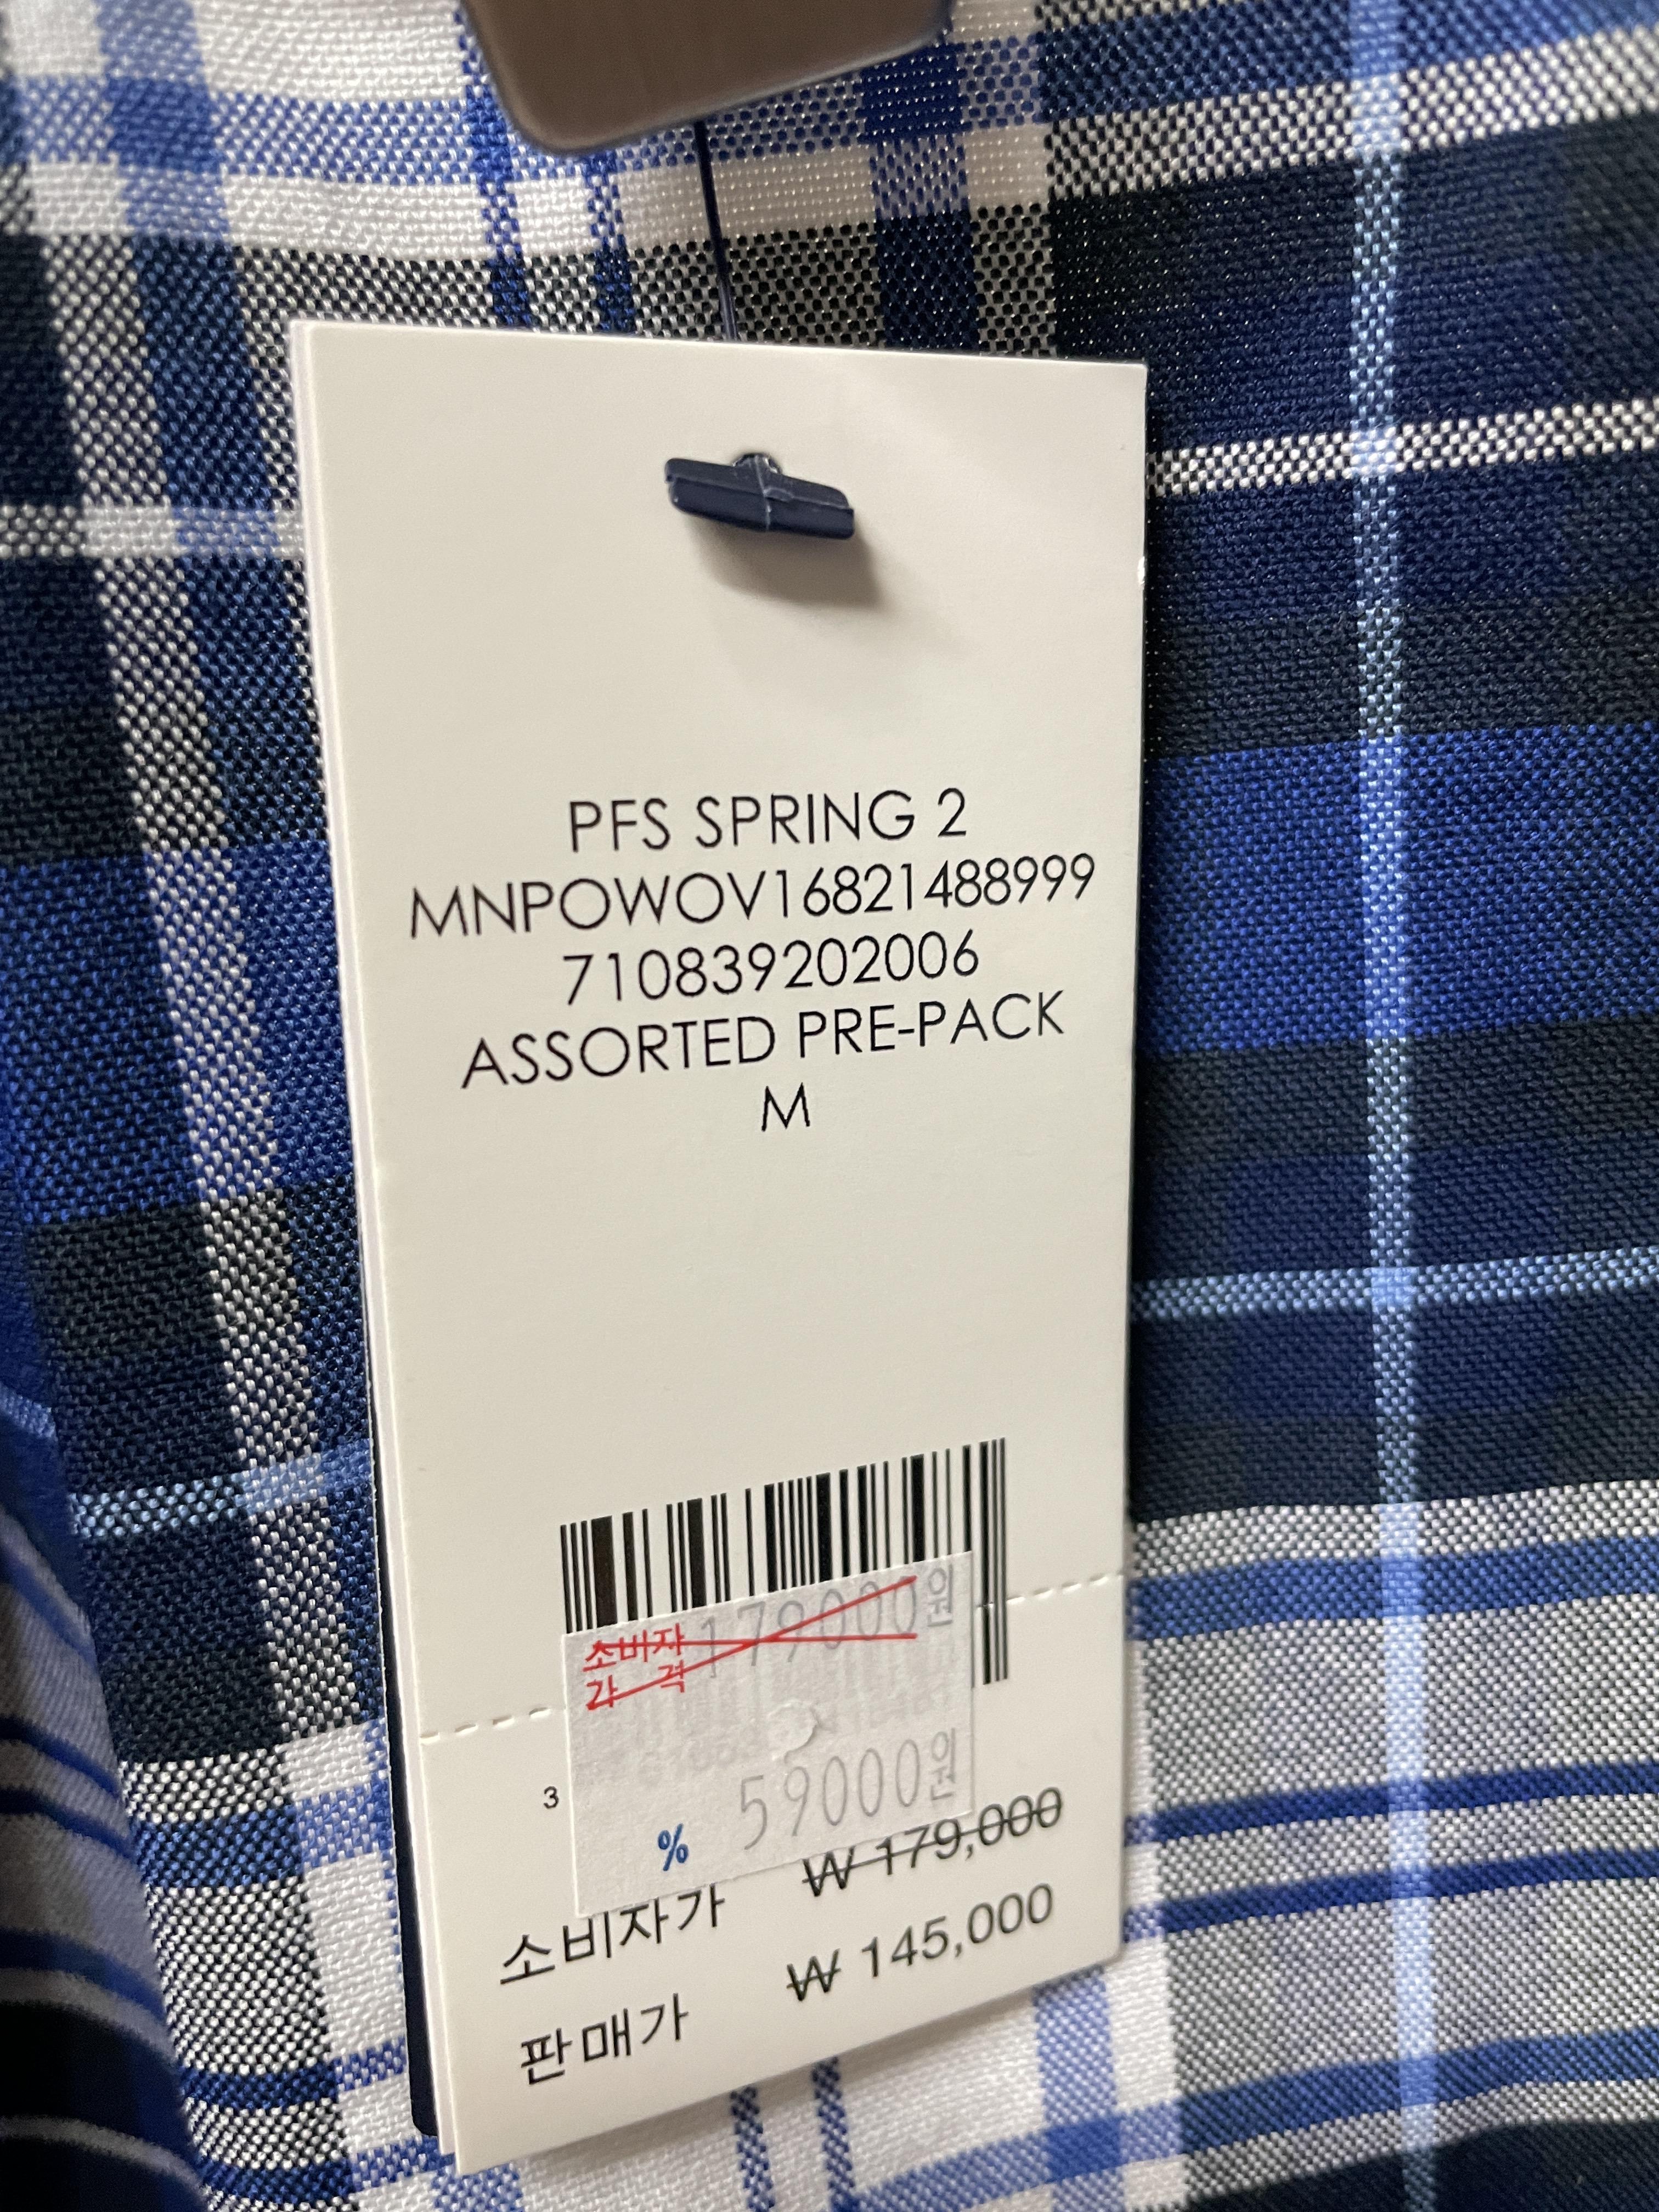 PFS SPRING 2
MNPOWOV16821488999
710839202006
ASSORTED PRE-PACK
M
소비자 179000원
가 격
3
% 59000원
소비자가 ₩ 179,000
판매가 ₩ 145,000